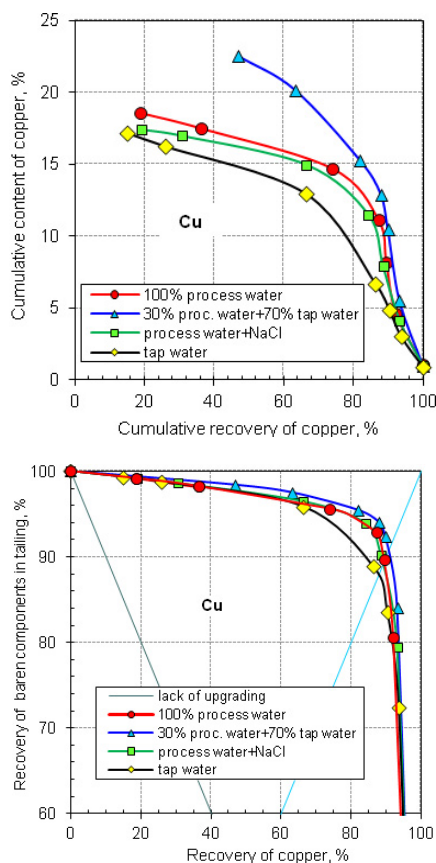 25
20
15
10
5
0
0
20
40
60
80
100
Cumulative content of copper, %
Cu
100% process water
30% proc. water+70% tap water
process water+NaCl
tap water
Cumulative recovery of copper, %
100
90
80
70
60
0
20
40
60
80
100
Recovery of baren components in tailing, %
Cu
lack of upgrading
100% process water
30% proc. water+70% tap water
process water+NaCl
tap water
Recovery of copper, %